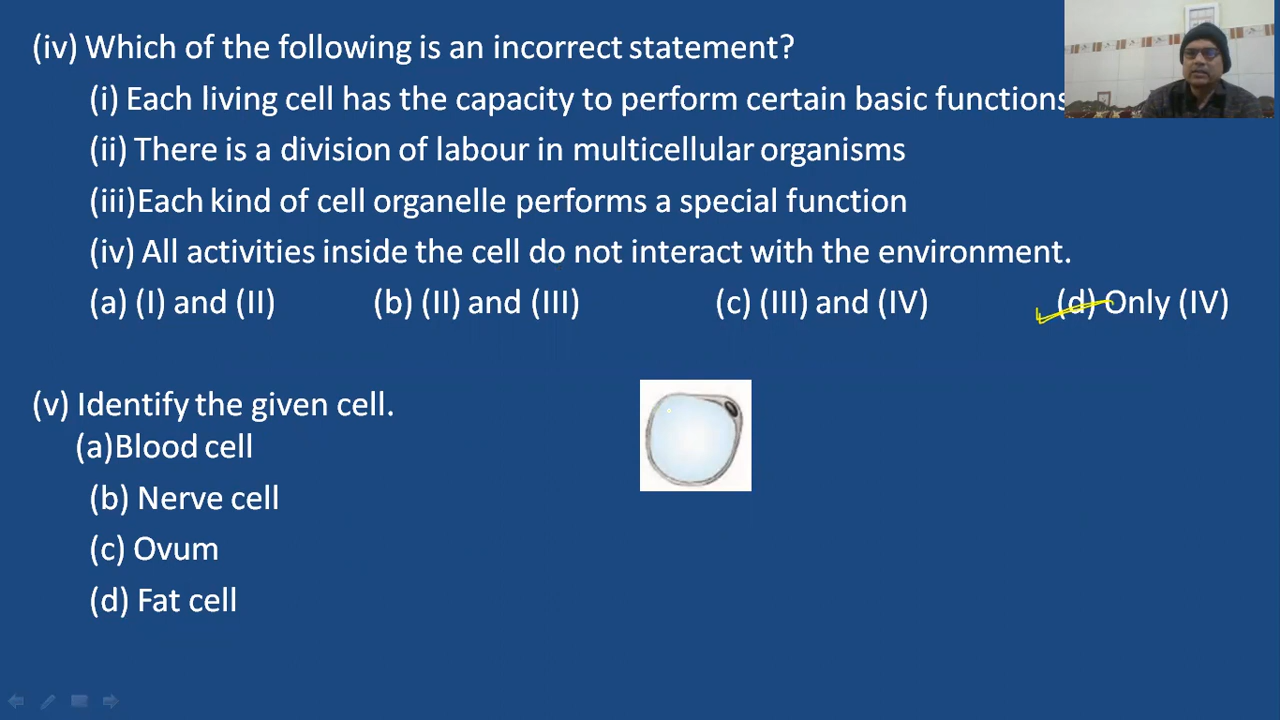 (iv) Which of the following is an incorrect statement?
(i) Each living cell has the capacity to perform certain basic functions
(ii) There is a division of labour in multicellular organisms
(iii)Each kind of cell organelle performs a special function
(iv) All activities inside the cell do not interact with the environment.
(a) (I) and (II) (b) (II) and (III) (c) (III) and (IV) (d) Only (IV)
(v) Identify the given cell.
(a)Blood cell
(b) Nerve cell
(c) Ovum
(d) Fat cell